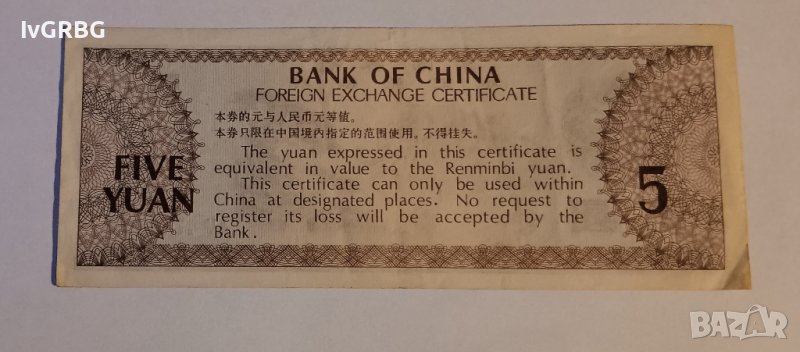 IvGRBG
BANK OF CHINA
FOREIGN EXCHANGE CERTIFICATE
本券的元与人民币元等值。
本券只限在中国境内指定的范围使用。不得挂失。
The yuan expressed in this certificate is
equivalent in value to the Renminbi yuan.
This certificate can only be used within
China at designated places. No request to
register its loss will be accepted by the
Bank.
FIVE
YUAN
5
BAZAR